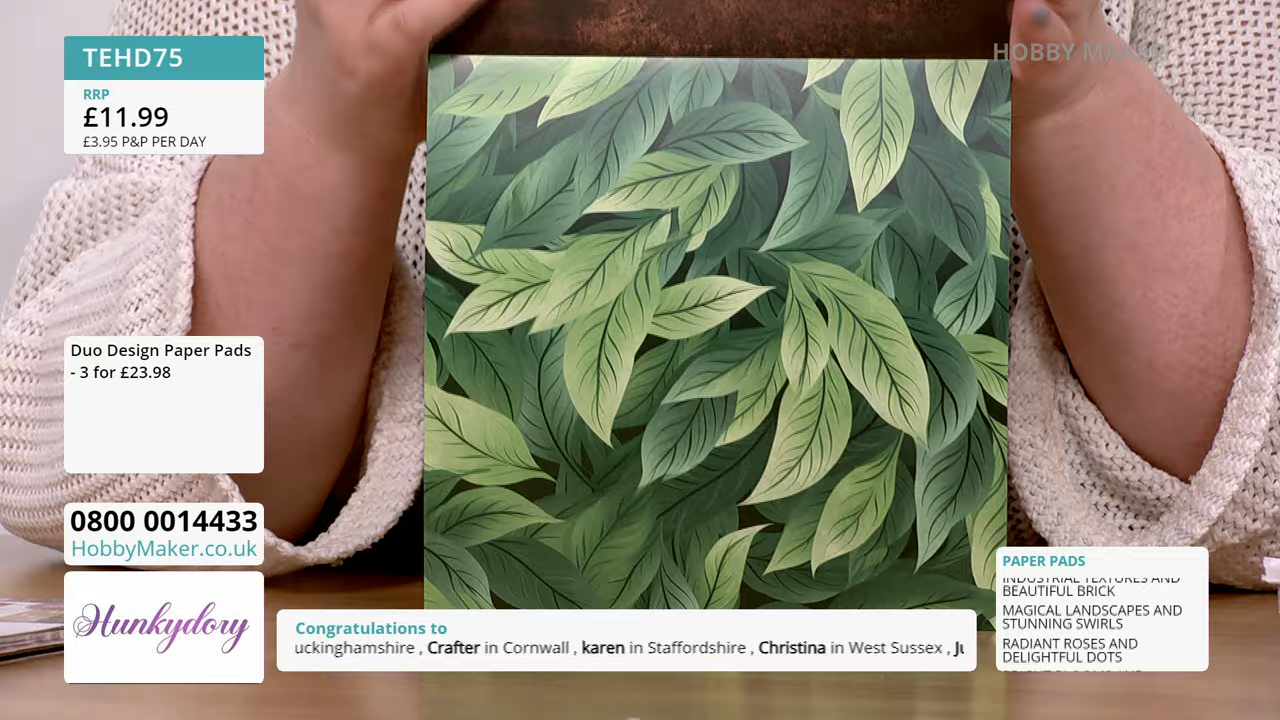 TEHD75
RRP
£11.99
£3.95 P&P PER DAY
HOBBY MAKER
Duo Design Paper Pads
- 3 for £23.98
0800 0014433
HobbyMaker.co.uk
Hunkydory
Congratulations to
uckinghamshire , Crafter in Cornwall , karen in Staffordshire , Christina in West Sussex , Ju
PAPER PADS
INDUSTRIAL TEXTURES AND
BEAUTIFUL BRICK
MAGICAL LANDSCAPES AND
STUNNING SWIRLS
RADIANT ROSES AND
DELIGHTFUL DOTS